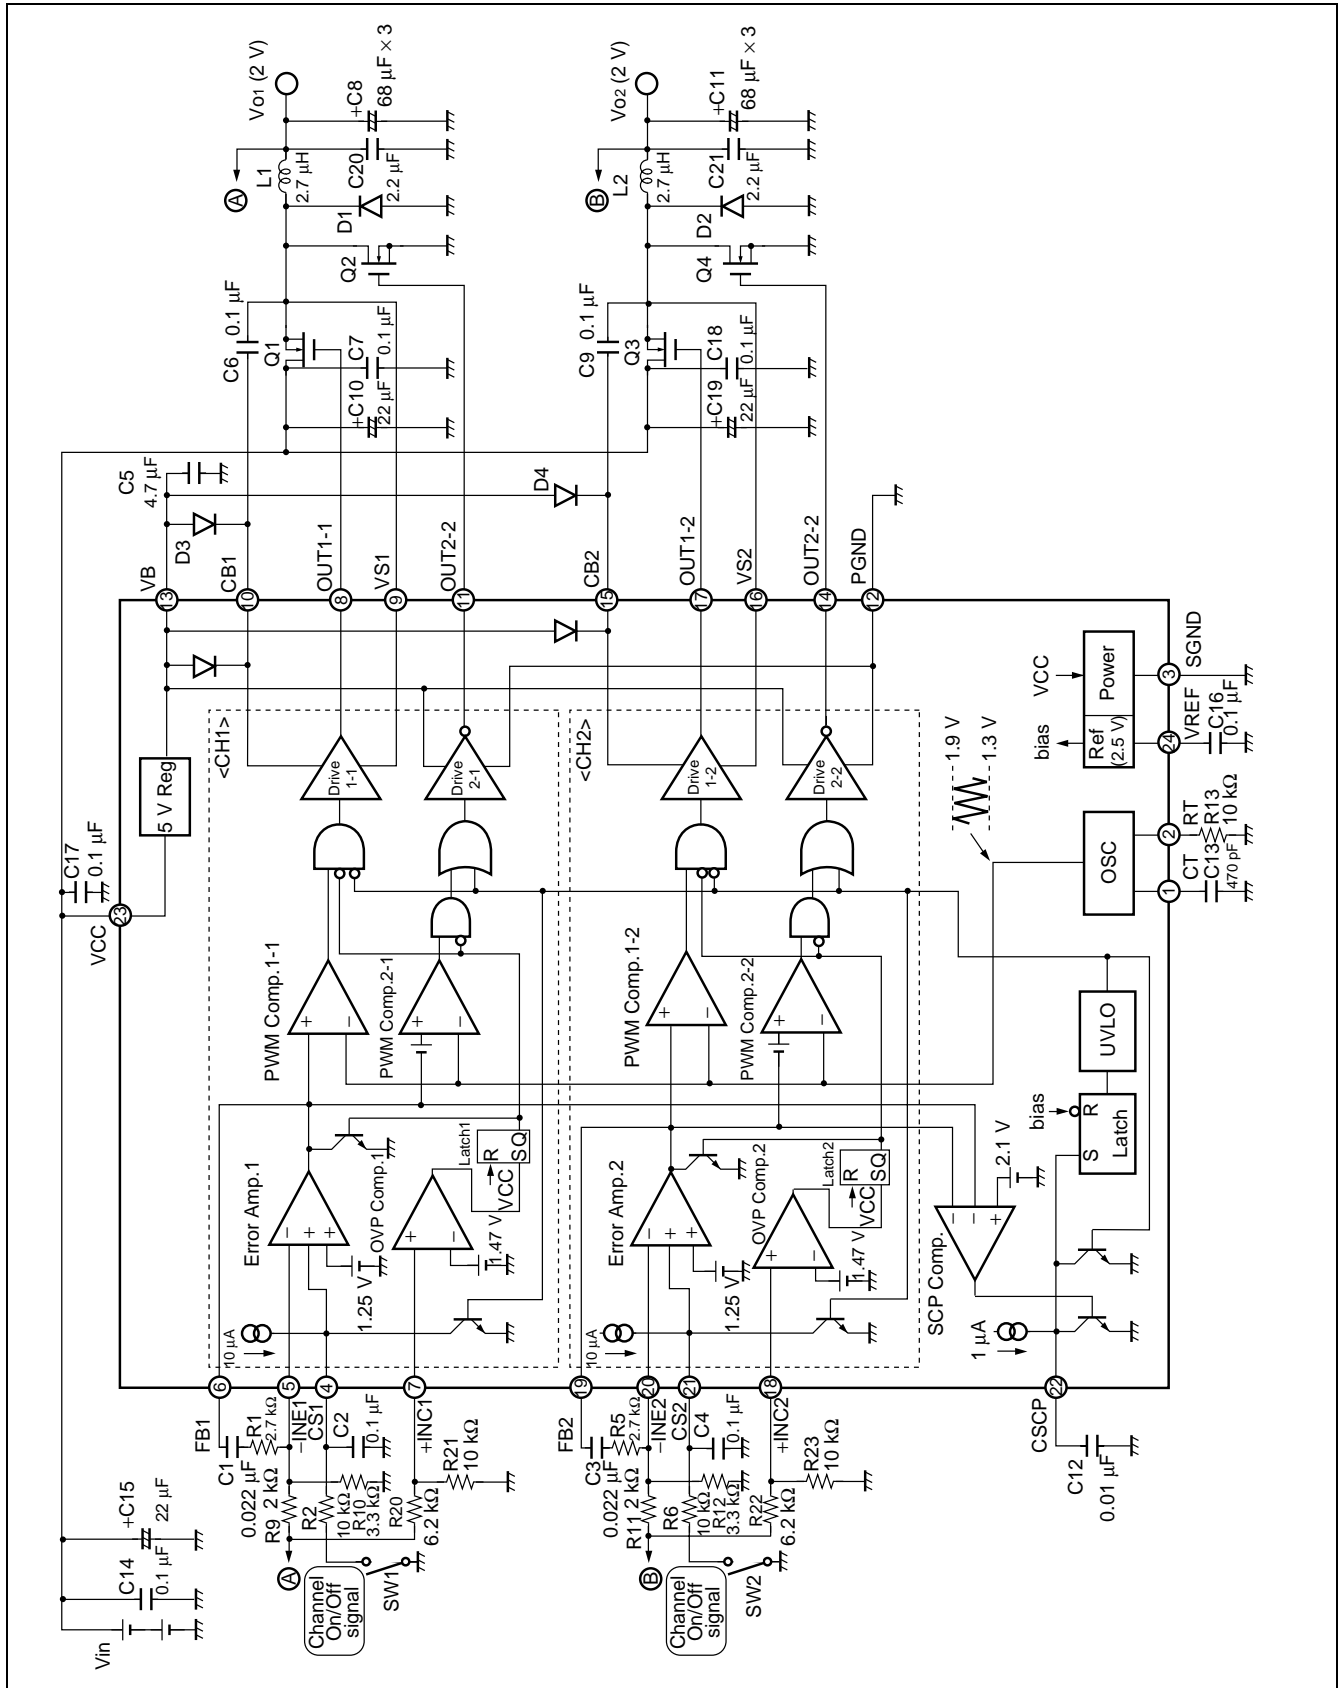 Vin
C14
0.1 µF
+C15
22 µF
Ⓐ
R9 2 kΩ
C1
0.022 µF
R1
2.7 kΩ
FB1
6
−INE1
5
R2
10 kΩ
R10
3.3 kΩ
CS1
4
C2
0.1 µF
R20
6.2 kΩ
+INC1
7
R21
10 kΩ
Channel
On/Off
signal
SW1
Ⓑ
R11 2 kΩ
C3
0.022 µF
R5
2.7 kΩ
FB2
19
−INE2
20
R6
10 kΩ
R12
3.3 kΩ
CS2
21
C4
0.1 µF
R22
6.2 kΩ
+INC2
18
R23
10 kΩ
Channel
On/Off
signal
SW2
CSCP
22
C12
0.01 µF
VCC
23
C17
0.1 µF
5 V Reg
<CH1>
10 µA
Error Amp.1
−
+
+
1.25 V
OVP Comp.1
+
−
1.47 V
Latch1
R
S Q
VCC
PWM Comp.1-1
+
−
PWM Comp.2-1
+
−
Drive
1-1
Drive
2-1
<CH2>
10 µA
Error Amp.2
−
+
+
1.25 V
OVP Comp.2
+
−
1.47 V
Latch2
R
S Q
VCC
PWM Comp.1-2
+
−
PWM Comp.2-2
+
−
Drive
1-2
Drive
2-2
SCP Comp.
−
−
+
2.1 V
1 µA
bias
S
R
Latch
UVLO
OSC
1.9 V
1.3 V
bias
VCC
Ref
(2.5 V)
Power
1
CT
C13
470 pF
2
RT
R13
10 kΩ
24
VREF
C16
0.1 µF
3
SGND
VB
13
D3
C5
4.7 µF
CB1
10
OUT1-1
8
VS1
9
OUT2-2
11
CB2
15
D4
OUT1-2
17
VS2
16
OUT2-2
14
PGND
12
C6
0.1 µF
Q1
+C10
22 µF
C7
0.1 µF
Q2
D1
Ⓐ
L1
2.7 µH
C20
2.2 µF
+C8
68 µF × 3
Vo1 (2 V)
C9 0.1 µF
Q3
+C19
22 µF
C18
0.1 µF
Q4
D2
Ⓑ
L2
2.7 µH
C21
2.2 µF
+C11
68 µF × 3
Vo2 (2 V)